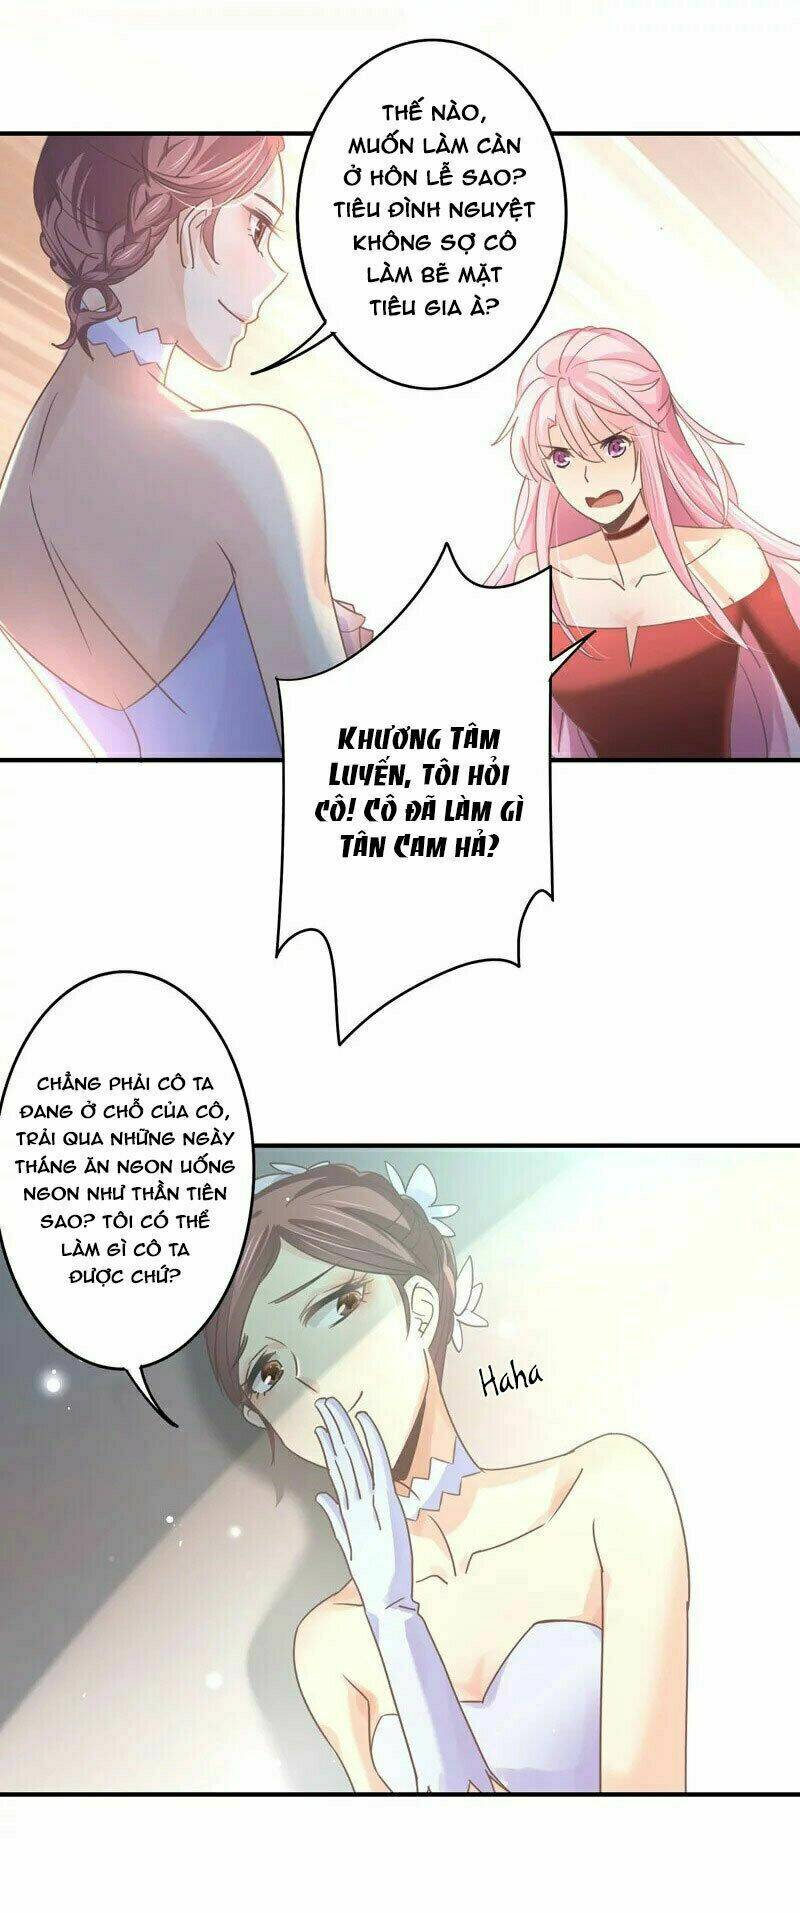 THẾ NÀO,
MUỐN LÀM CÀN
Ở HÔN LỄ SAO?
TIÊU ĐÌNH NGUYỆT
KHÔNG SỢ CÔ
LÀM BẼ MẶT
TIÊU GIA À?
KHƯƠNG TÂM
LUYẾN, TÔI HỎI
CÔ! CÔ ĐÃ LÀM GÌ
TÂN CAM HẢ?
CHẲNG PHẢI CÔ TA
ĐANG Ở CHỖ CỦA CÔ,
TRẢI QUA NHỮNG NGÀY
THÁNG ĂN NGON UỐNG
NGON NHƯ THẦN TIÊN
SAO? TÔI CÓ THỂ
LÀM GÌ CÔ TA
ĐƯỢC CHỨ?
Haha